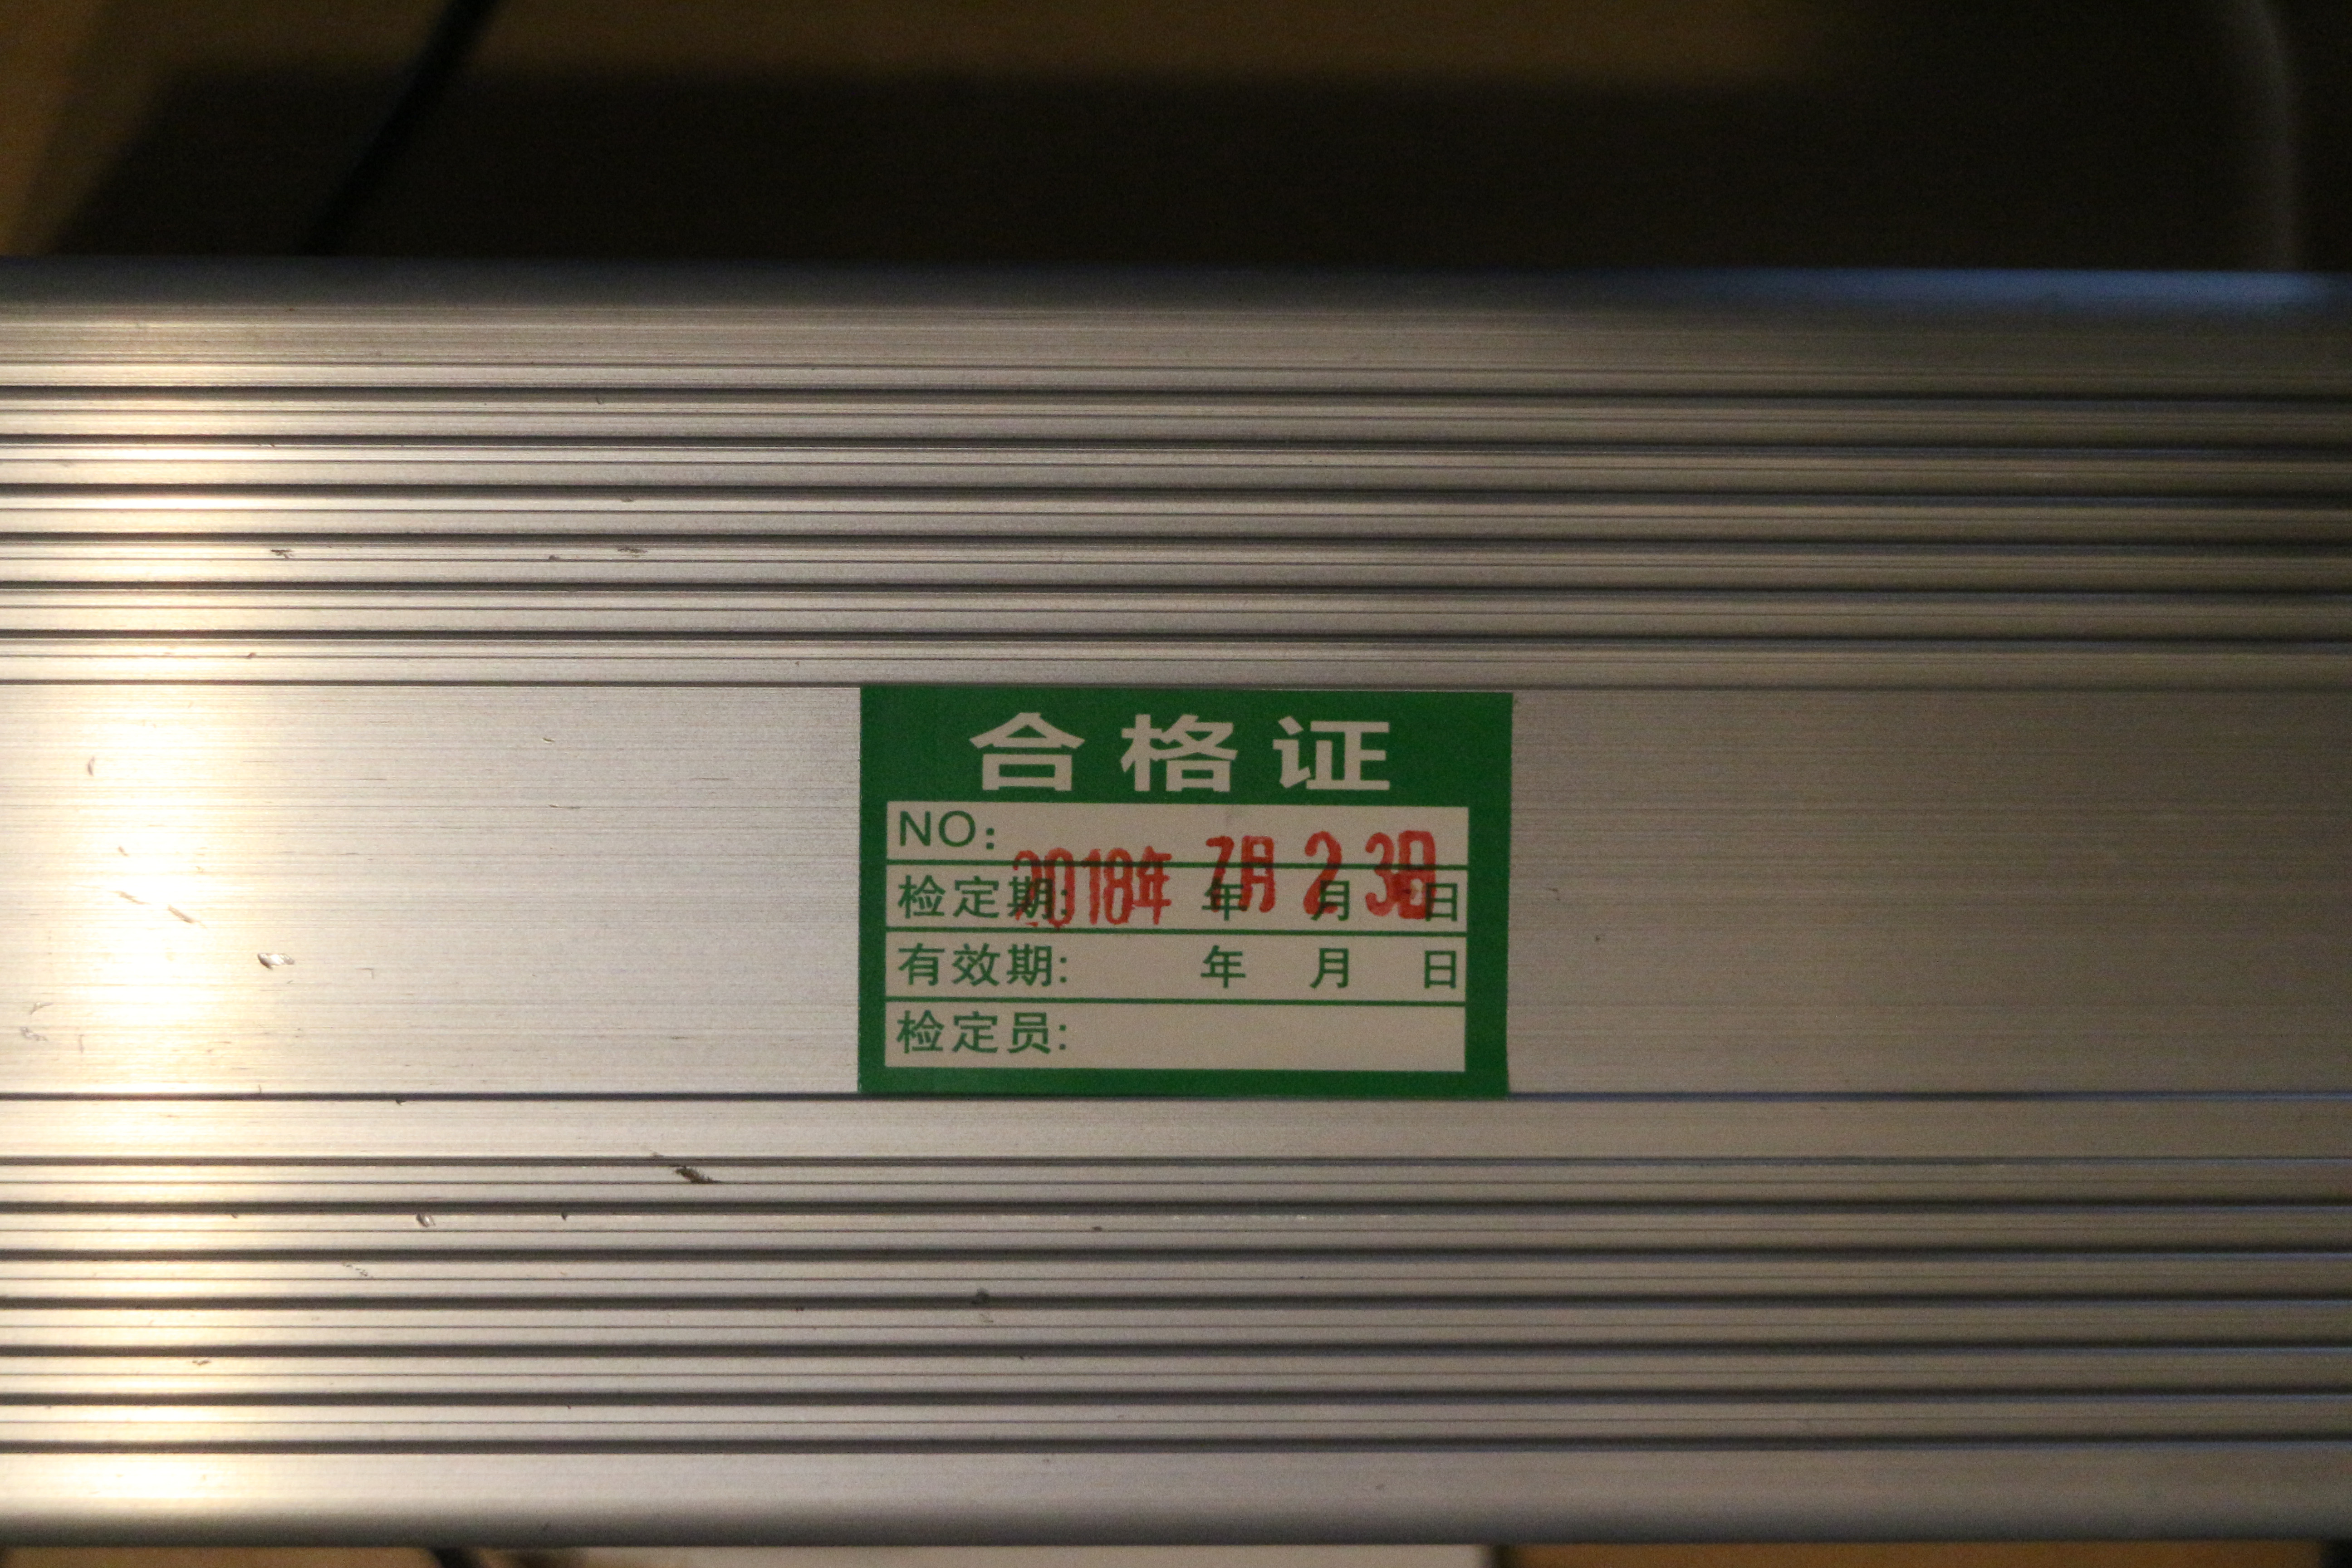 合格证
NO:
2018年 7月 23日
检定期: 年 月 日
有效期: 年 月 日
检定员: